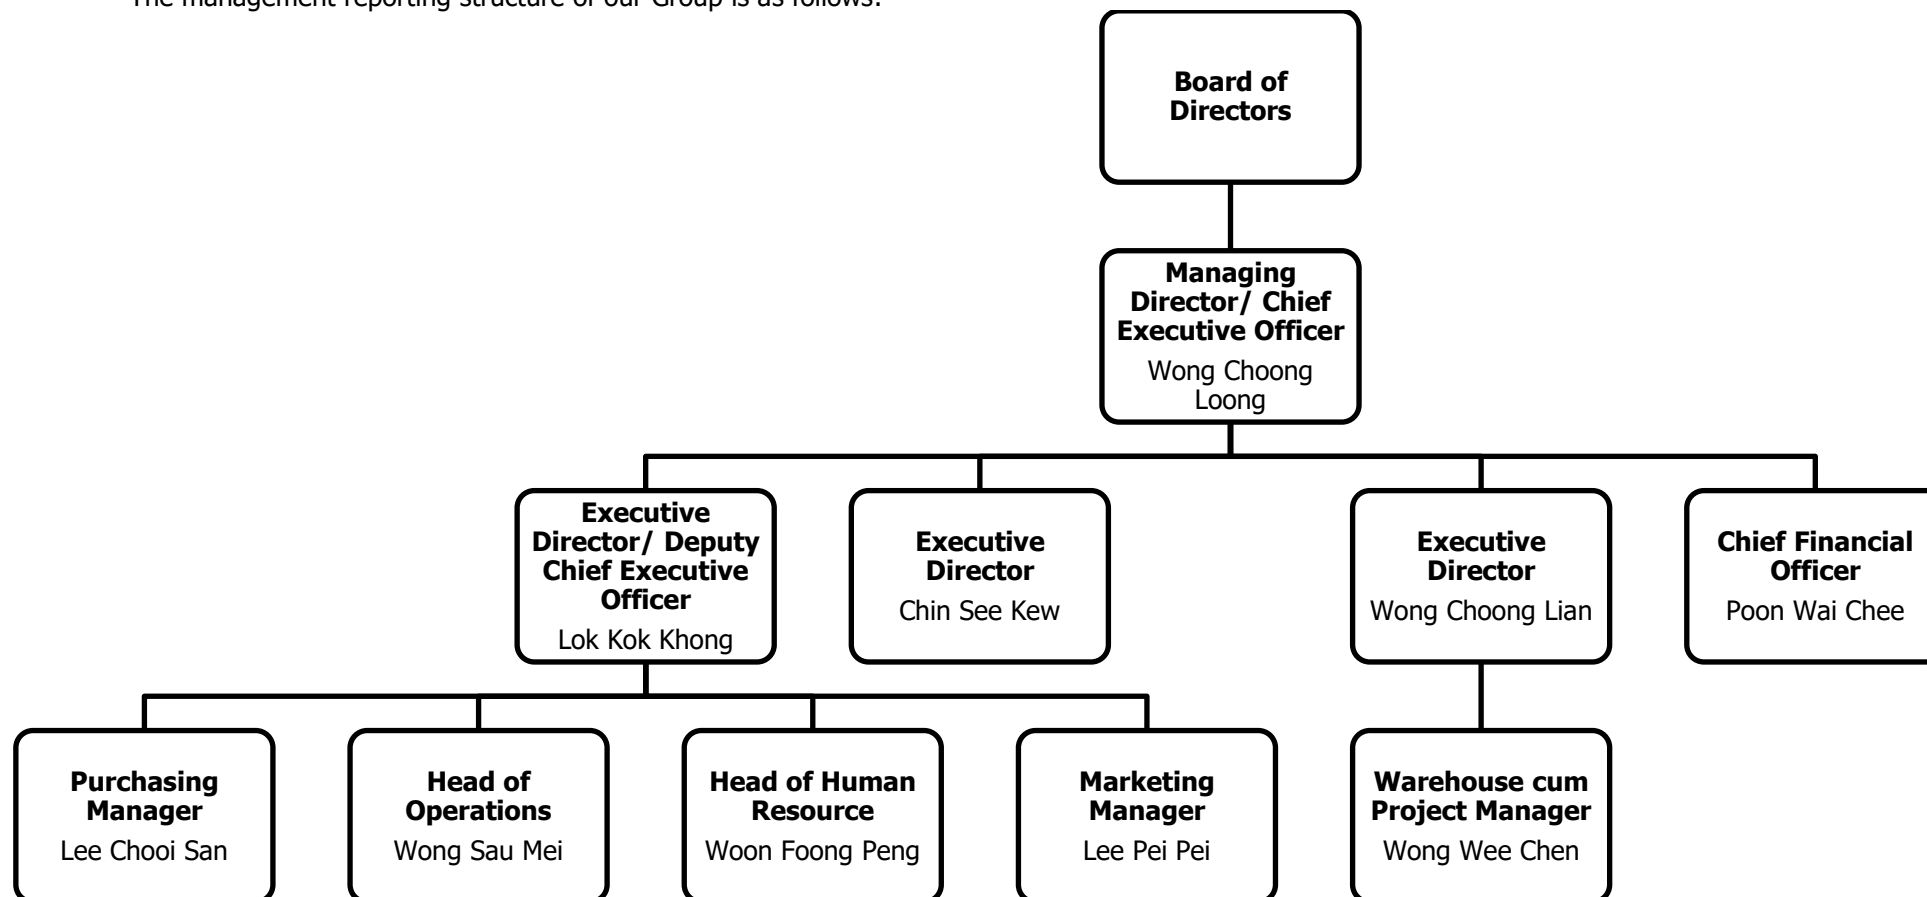 The management reporting structure of our Group is as follows:
Board of
Directors
Managing
Director/ Chief
Executive Officer
Wong Choong
Loong
Executive
Director/ Deputy
Chief Executive
Officer
Lok Kok Khong
Executive
Director
Chin See Kew
Executive
Director
Wong Choong Lian
Chief Financial
Officer
Poon Wai Chee
Purchasing
Manager
Lee Chooi San
Head of
Operations
Wong Sau Mei
Head of Human
Resource
Woon Foong Peng
Marketing
Manager
Lee Pei Pei
Warehouse cum
Project Manager
Wong Wee Chen